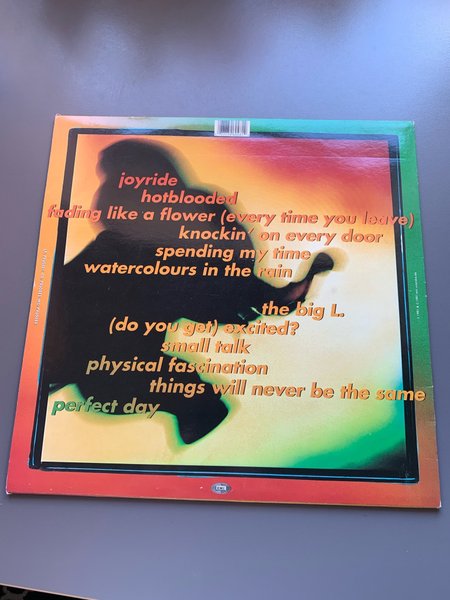 joyride
hotblooded
fading like a flower (every time you leave)
knockin' on every door
spending my time
watercolours in the rain
the big L.
(do you get) excited?
small talk
physical fascination
things will never be the same
perfect day